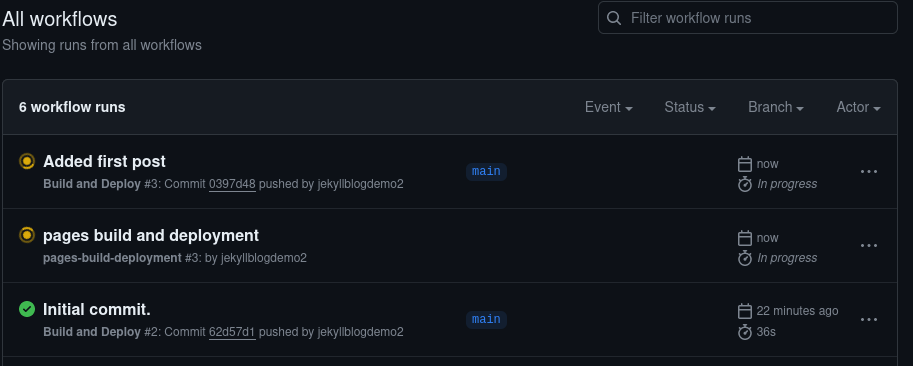 All workflows
Filter workflow runs
Showing runs from all workflows
6 workflow runs
Event
Status
Branch
Actor
Added first post
Build and Deploy #3: Commit 0397d48 pushed by jekyllblogdemo2
main
now
In progress
pages build and deployment
pages-build-deployment #3: by jekyllblogdemo2
now
In progress
Initial commit.
Build and Deploy #2: Commit 62d57d1 pushed by jekyllblogdemo2
main
22 minutes ago
36s